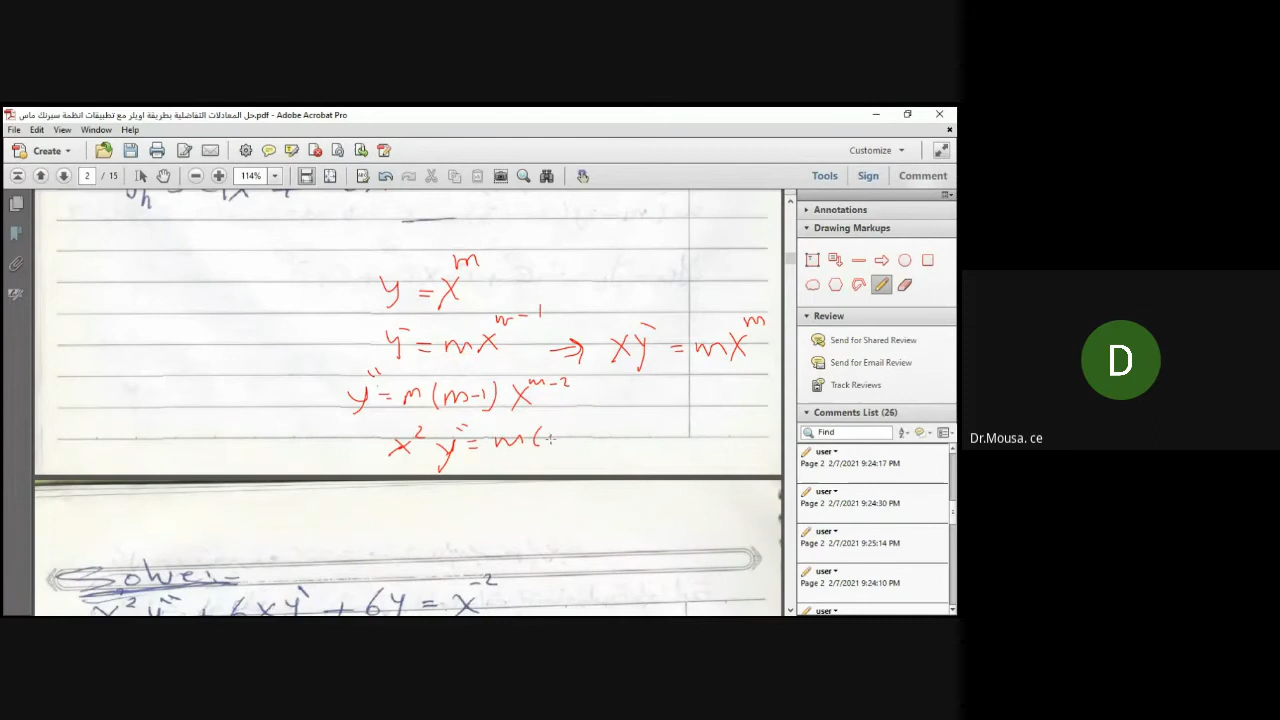 حل المعادلات التفاضلية بطريقة اويلر مع تطبيقات انظمة سبرنك ماس.pdf - Adobe Acrobat Pro
File Edit View Window Help
Create Customize
2 / 15 114% Tools Sign Comment
Annotations
Drawing Markups
Review
Send for Shared Review
Send for Email Review
Track Reviews
Comments List (26)
Find
user
Page 2 2/7/2021 9:24:17 PM
user
Page 2 2/7/2021 9:24:30 PM
user
Page 2 2/7/2021 9:25:14 PM
user
Page 2 2/7/2021 9:24:10 PM
user
y = x^m
y' = mx^m-1 ⇒ xy' = mx^m
y'' = m(m-1) x^m-2
x² y'' = m(
Solve:-
x² y'' + 6xy' + 6y = x^-2
D
Dr.Mousa. ce